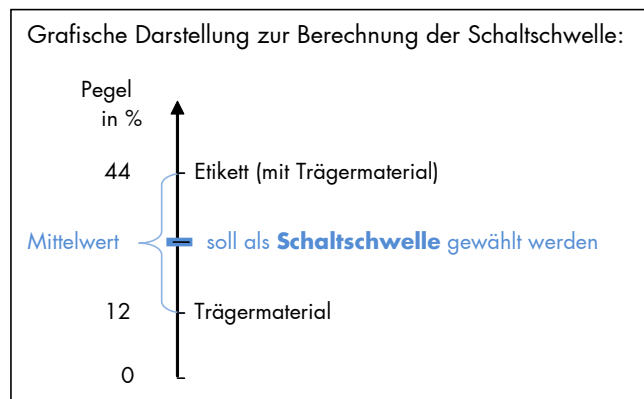 Grafische Darstellung zur Berechnung der Schaltschwelle:
Pegel
in %
44 Etikett (mit Trägermaterial)
Mittelwert soll als Schaltschwelle gewählt werden
12 Trägermaterial
0